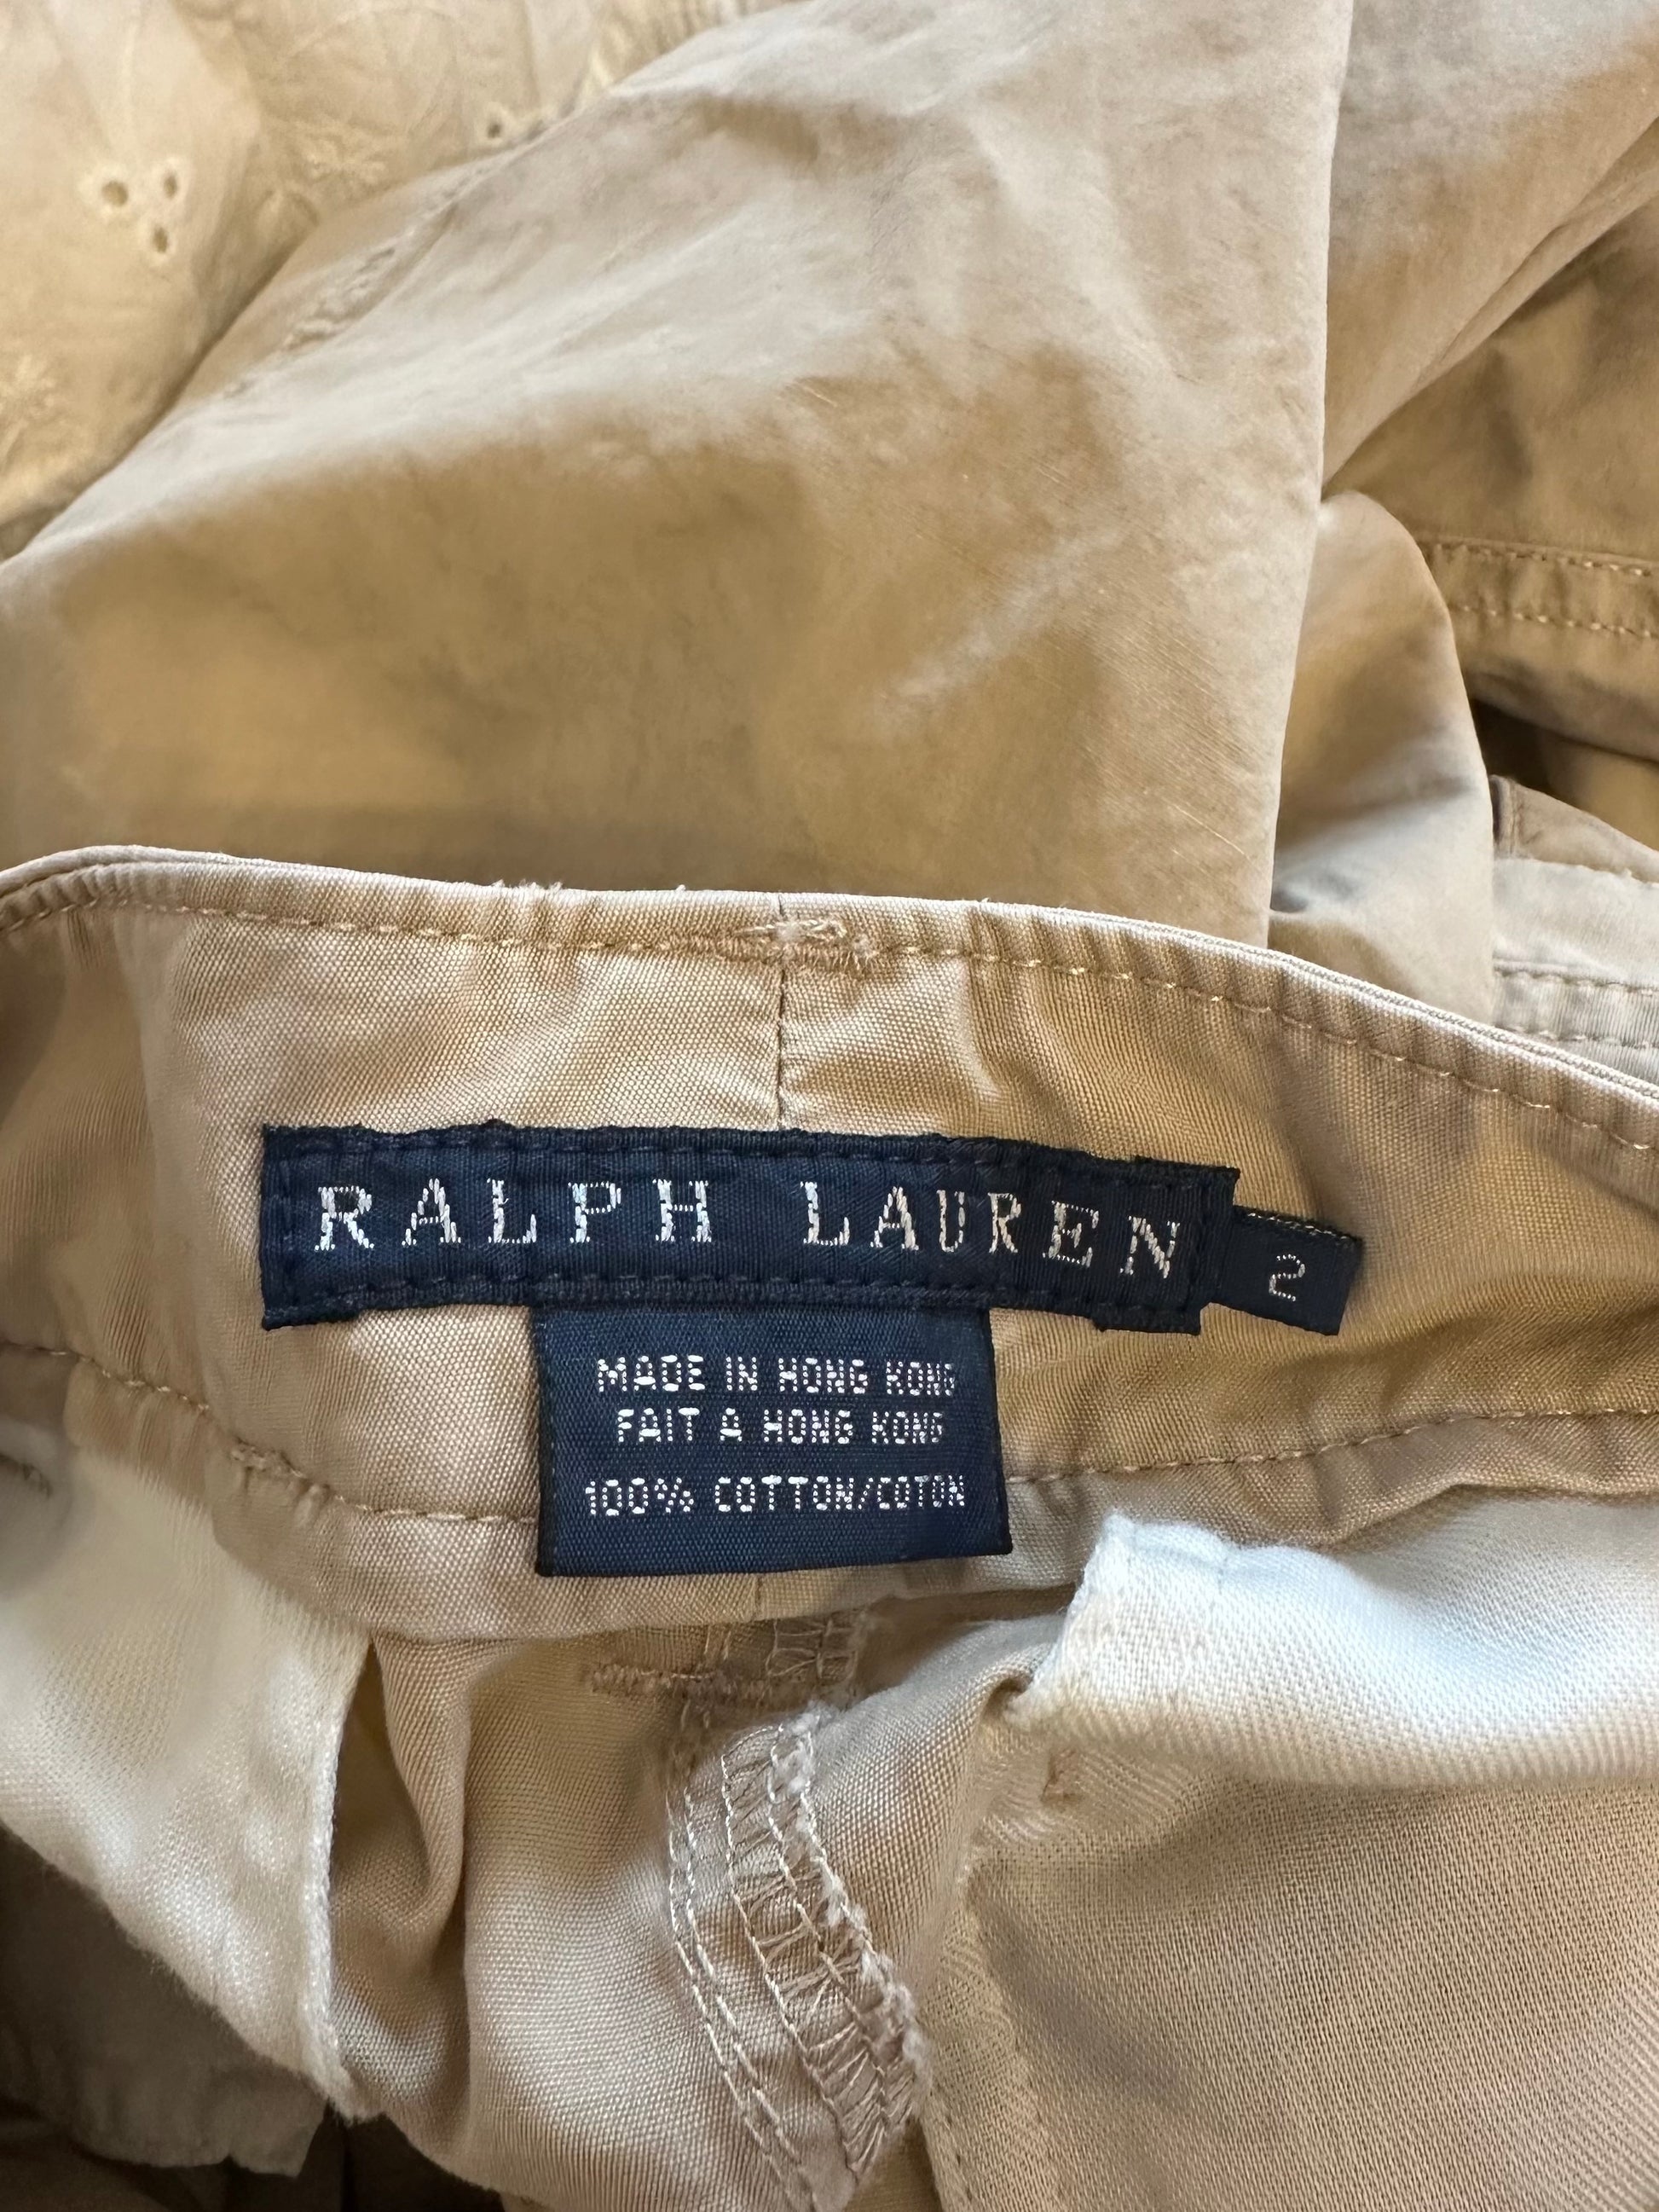 RALPH LAUREN
2
MADE IN HONG KONG
FAIT A HONG KONG
100% COTTON/COTON